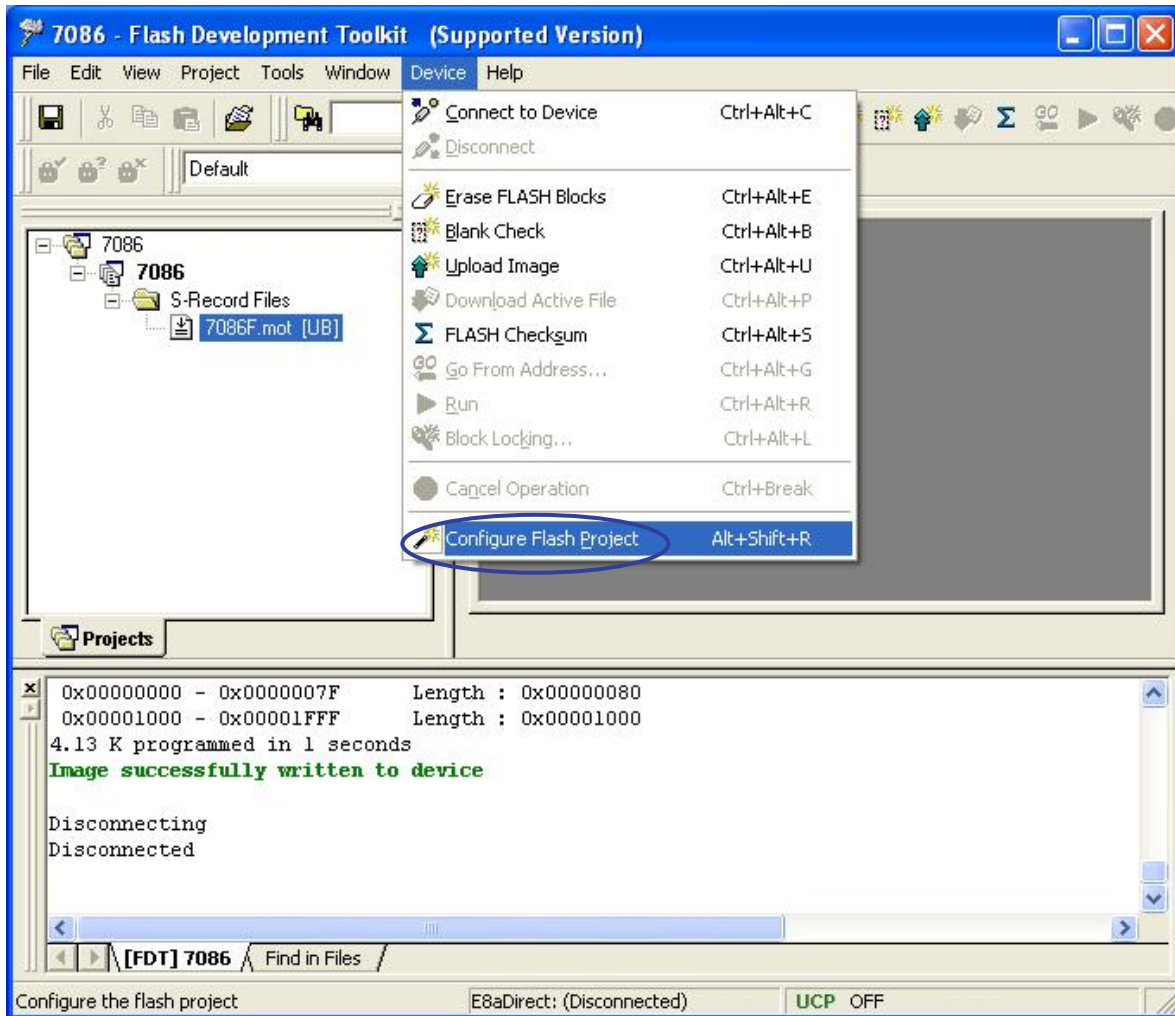 7086 - Flash Development Toolkit (Supported Version)
File Edit View Project Tools Window Device Help
Default
Connect to Device Ctrl+Alt+C
Disconnect
Erase FLASH Blocks Ctrl+Alt+E
Blank Check Ctrl+Alt+B
Upload Image Ctrl+Alt+U
Download Active File Ctrl+Alt+P
FLASH Checksum Ctrl+Alt+S
Go From Address... Ctrl+Alt+G
Run Ctrl+Alt+R
Block Locking... Ctrl+Alt+L
Cancel Operation Ctrl+Break
Configure Flash Project Alt+Shift+R
7086
7086
S-Record Files
7086F.mot [UB]
Projects
0x00000000 - 0x0000007F Length : 0x00000080
0x00001000 - 0x00001FFF Length : 0x00001000
4.13 K programmed in 1 seconds
Image successfully written to device
Disconnecting
Disconnected
[FDT] 7086 Find in Files
Configure the flash project E8aDirect: (Disconnected) UCP OFF